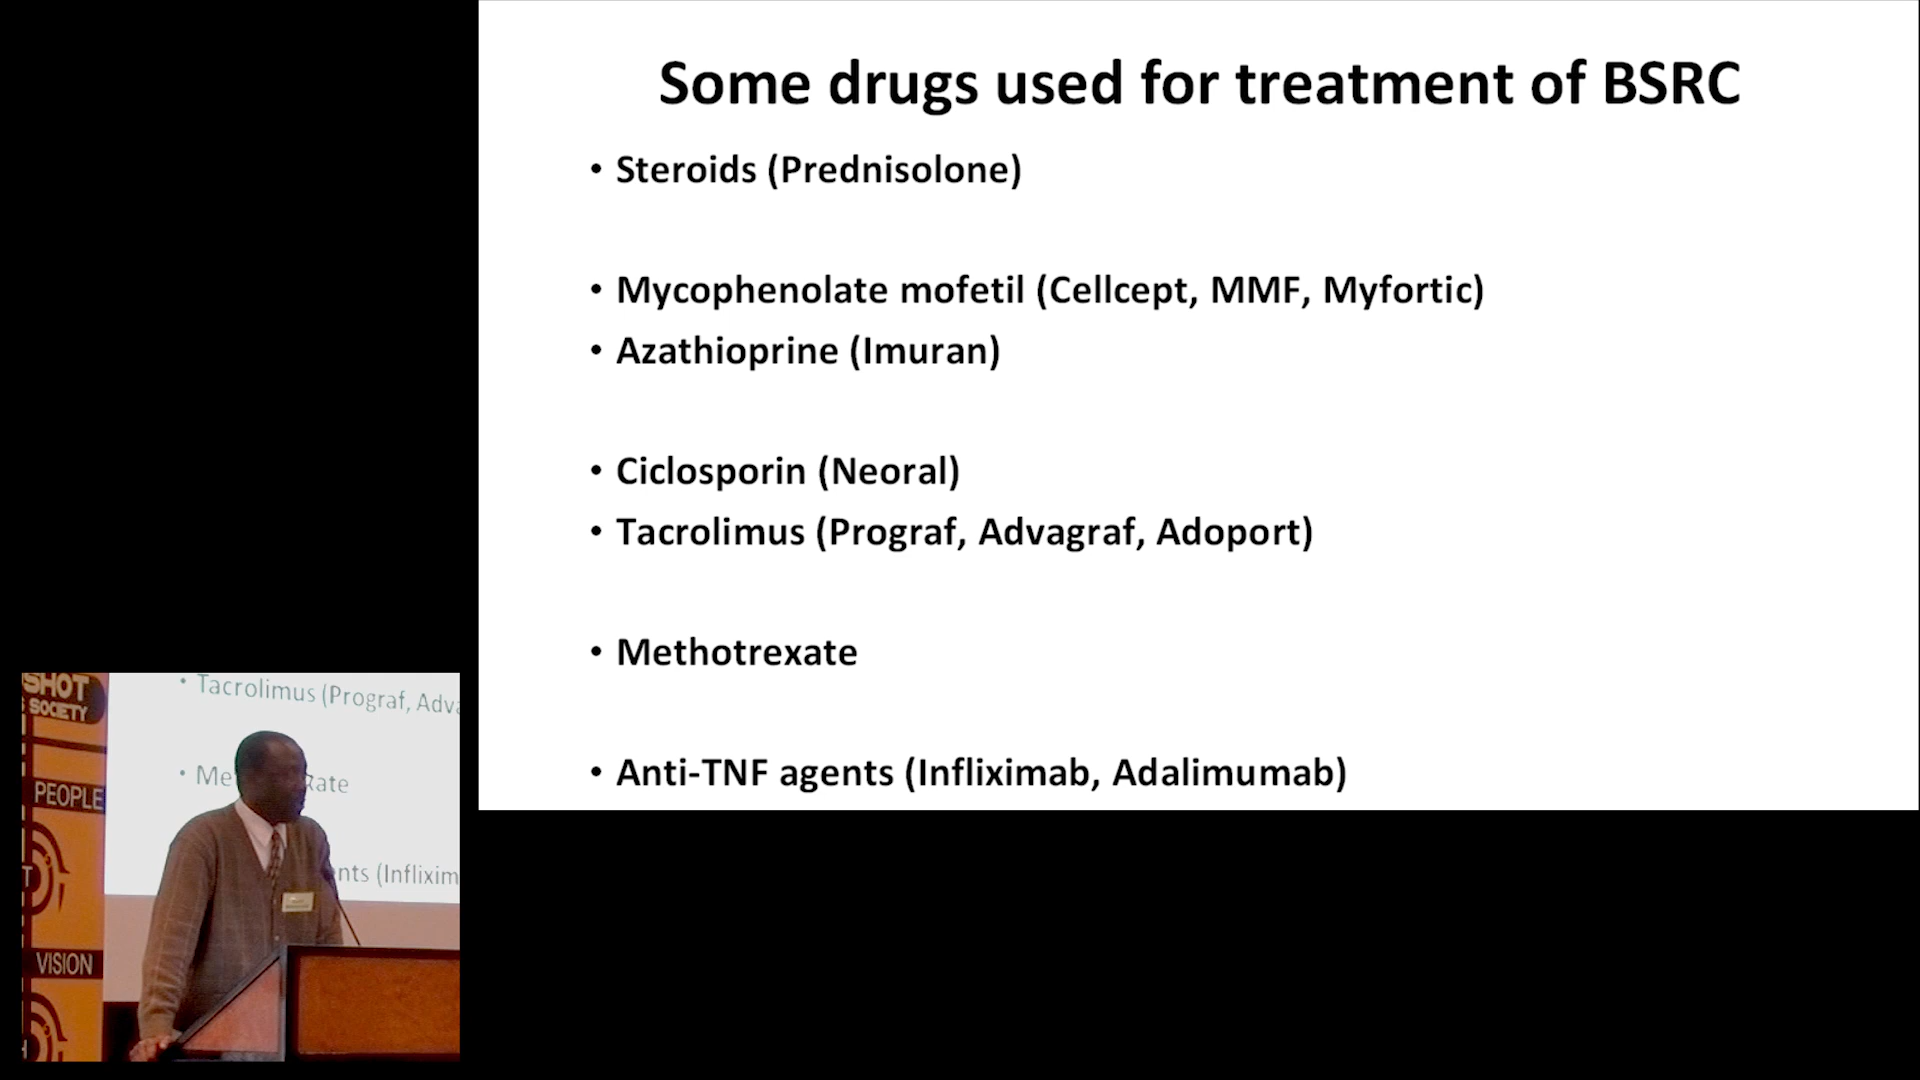 Some drugs used for treatment of BSRC
• Steroids (Prednisolone)
• Mycophenolate mofetil (Cellcept, MMF, Myfortic)
• Azathioprine (Imuran)
• Ciclosporin (Neoral)
• Tacrolimus (Prograf, Advagraf, Adoport)
• Methotrexate
• Anti-TNF agents (Infliximab, Adalimumab)
SHOT
SOCIETY
PEOPLE
VISION
• Tacrolimus (Prograf, Adva
• Me ate
nts (Inflixim